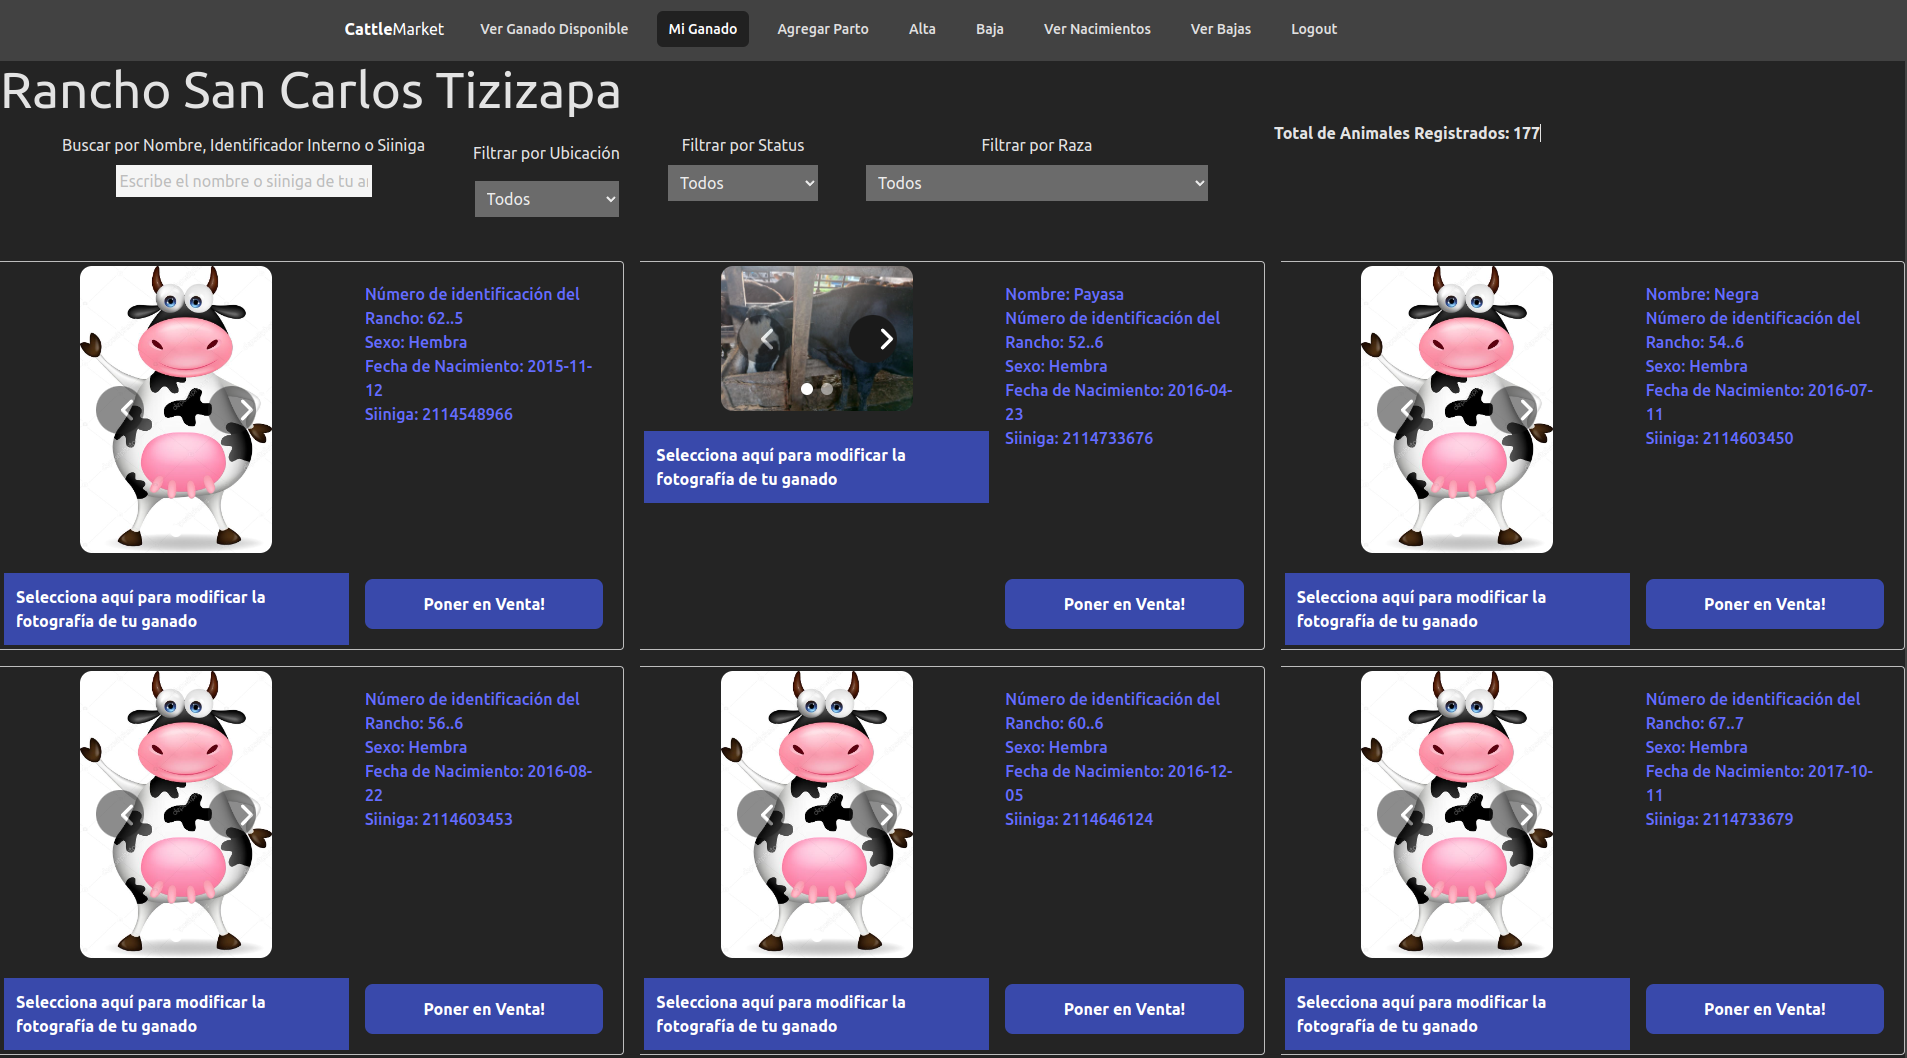 CattleMarket
Ver Ganado Disponible
Mi Ganado
Agregar Parto
Alta
Baja
Ver Nacimientos
Ver Bajas
Logout
Rancho San Carlos Tizizapa
Buscar por Nombre, Identificador Interno o Siiniga
Escribe el nombre o siiniga de tu
Filtrar por Ubicación
Todos
Filtrar por Status
Todos
Filtrar por Raza
Todos
Total de Animales Registrados: 177
Número de identificación del
Rancho: 62..5
Sexo: Hembra
Fecha de Nacimiento: 2015-11-
12
Siiniga: 2114548966
Selecciona aquí para modificar la
fotografía de tu ganado
Poner en Venta!
Nombre: Payasa
Número de identificación del
Rancho: 52..6
Sexo: Hembra
Fecha de Nacimiento: 2016-04-
23
Siiniga: 2114733676
Selecciona aquí para modificar la
fotografía de tu ganado
Poner en Venta!
Nombre: Negra
Número de identificación del
Rancho: 54..6
Sexo: Hembra
Fecha de Nacimiento: 2016-07-
11
Siiniga: 2114603450
Selecciona aquí para modificar la
fotografía de tu ganado
Poner en Venta!
Número de identificación del
Rancho: 56..6
Sexo: Hembra
Fecha de Nacimiento: 2016-08-
22
Siiniga: 2114603453
Selecciona aquí para modificar la
fotografía de tu ganado
Poner en Venta!
Número de identificación del
Rancho: 60..6
Sexo: Hembra
Fecha de Nacimiento: 2016-12-
05
Siiniga: 2114646124
Selecciona aquí para modificar la
fotografía de tu ganado
Poner en Venta!
Número de identificación del
Rancho: 67..7
Sexo: Hembra
Fecha de Nacimiento: 2017-10-
11
Siiniga: 2114733679
Selecciona aquí para modificar la
fotografía de tu ganado
Poner en Venta!